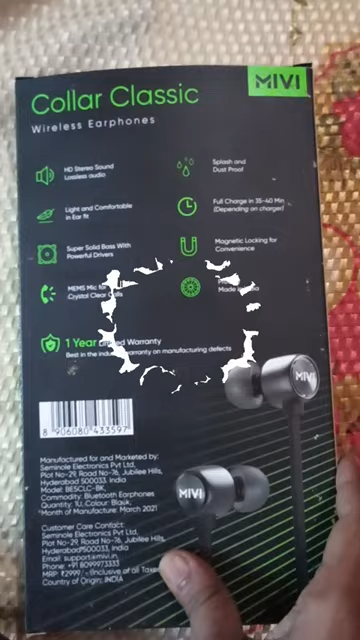 MIVI
Collar Classic
Wireless Earphones
HD Stereo Sound
Lossless audio
Splash and
Dust Proof
Light and Comfortable
in Ear fit
Full Charge in 35-40 Min
(Depending on charger)
Super Solid Bass With
Powerful Drivers
Magnetic Locking for
Convenience
MEMS Mic for
Crystal Clear Calls
Made
1 Year Warranty
Best in the warranty on manufacturing defects
MIVI
8 906080 433597
Manufactured for and Marketed by:
Seminole Electronics Pvt Ltd,
Plot No-29, Road No-76, Jubilee Hills,
Hyderabad 500033, India
Model: BE5CLC-BK,
Commodity: Bluetooth Earphones
Quantity: 1U, Colour: Black,
Month of Manufacture: March 2021
MIVI
Customer Care Contact:
Seminole Electronics Pvt Ltd,
Plot No-29, Road No-76, Jubilee Hills,
Hyderabad 500033, India
Email: support@mivi.in,
Phone: +91 8099973333
MRP: ₹2999/- (Inclusive of all Taxes
Country of Origin: INDIA